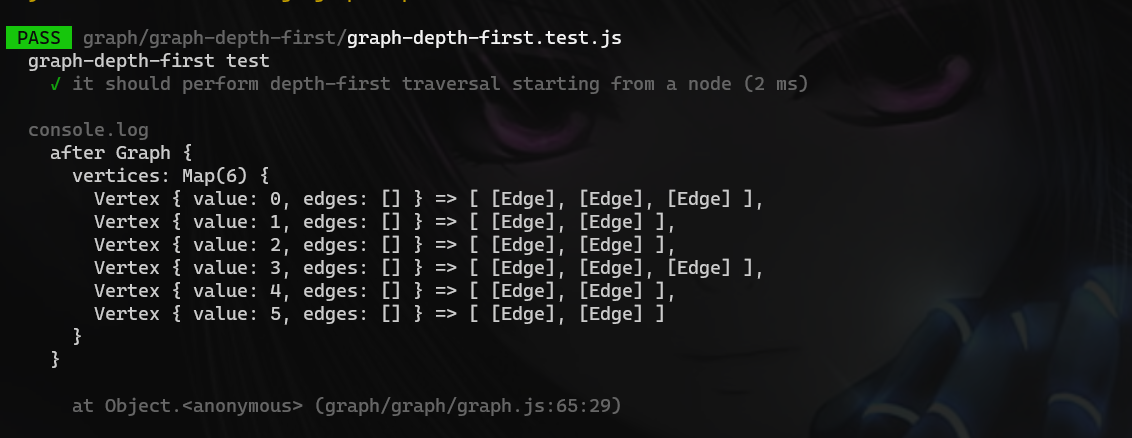 PASS graph/graph-depth-first/graph-depth-first.test.js
graph-depth-first test
✓ it should perform depth-first traversal starting from a node (2 ms)
console.log
after Graph {
vertices: Map(6) {
Vertex { value: 0, edges: [] } => [ [Edge], [Edge], [Edge] ],
Vertex { value: 1, edges: [] } => [ [Edge], [Edge] ],
Vertex { value: 2, edges: [] } => [ [Edge], [Edge] ],
Vertex { value: 3, edges: [] } => [ [Edge], [Edge], [Edge] ],
Vertex { value: 4, edges: [] } => [ [Edge], [Edge] ],
Vertex { value: 5, edges: [] } => [ [Edge], [Edge] ]
}
}
at Object.<anonymous> (graph/graph/graph.js:65:29)